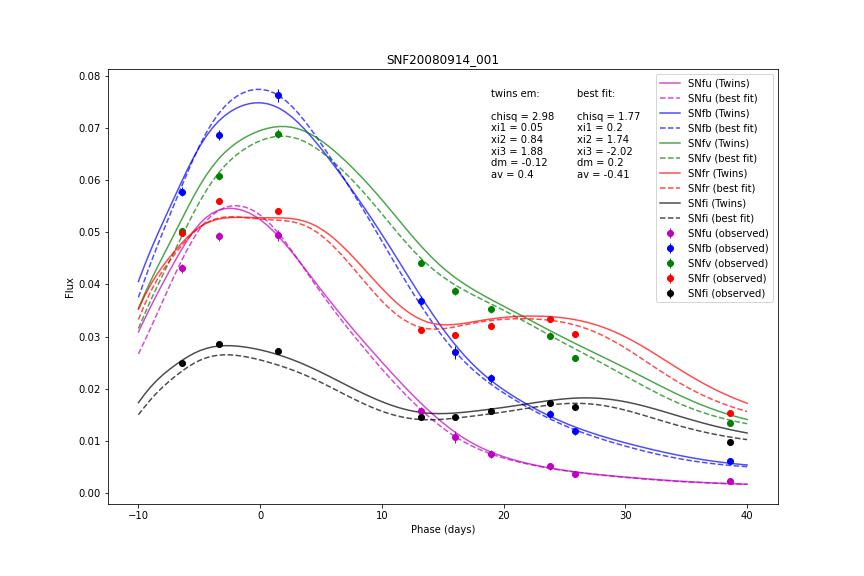 SNF20080914_001
twins em: best fit:
chisq = 2.98 chisq = 1.77
xi1 = 0.05 xi1 = 0.2
xi2 = 0.84 xi2 = 1.74
xi3 = 1.88 xi3 = -2.02
dm = -0.12 dm = 0.2
av = 0.4 av = -0.41
SNfu (Twins)
SNfu (best fit)
SNfb (Twins)
SNfb (best fit)
SNfv (Twins)
SNfv (best fit)
SNfr (Twins)
SNfr (best fit)
SNfi (Twins)
SNfi (best fit)
SNfu (observed)
SNfb (observed)
SNfv (observed)
SNfr (observed)
SNfi (observed)
0.08
0.07
0.06
0.05
0.04
0.03
0.02
0.01
0.00
Flux
−10 0 10 20 30 40
Phase (days)